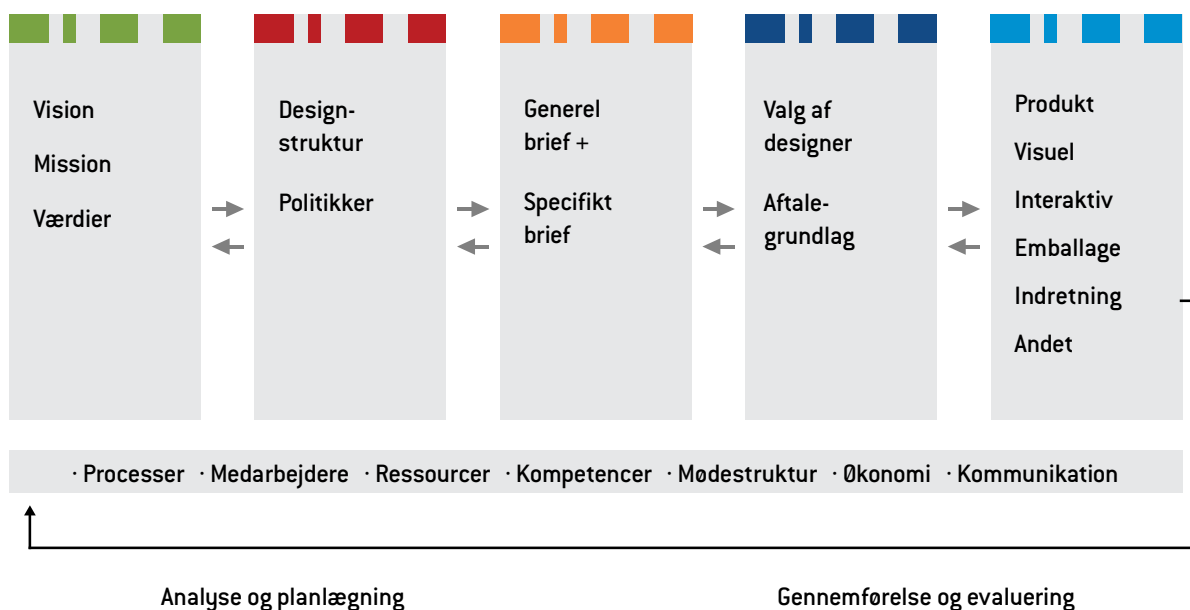 Vision
Mission
Værdier
Design-
struktur
Politikker
Generel
brief +
Specifikt
brief
Valg af
designer
Aftale-
grundlag
Produkt
Visuel
Interaktiv
Emballage
Indretning
Andet
· Processer · Medarbejdere · Ressourcer · Kompetencer · Mødestruktur · Økonomi · Kommunikation
Analyse og planlægning
Gennemførelse og evaluering